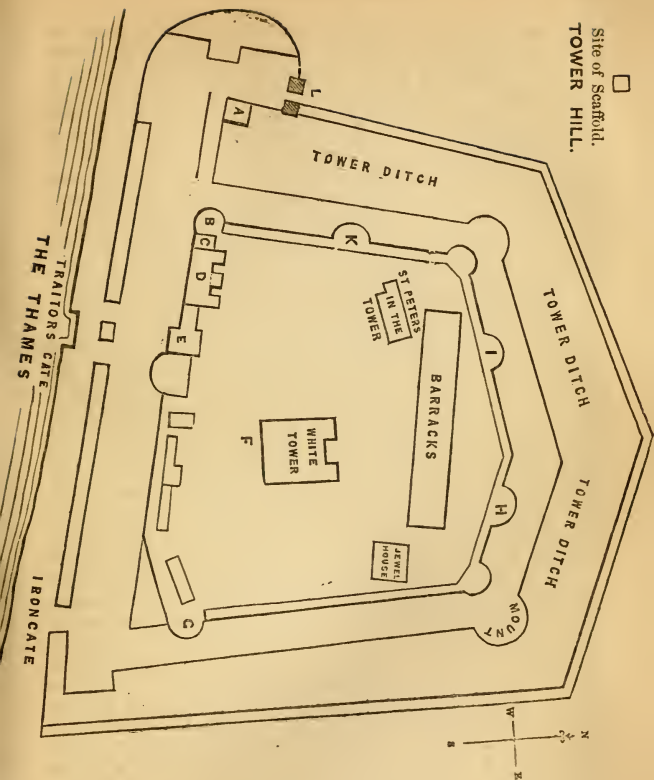 Site of Scaffold.
TOWER HILL.
L
A
TOWER DITCH
TOWER DITCH
TOWER DITCH
B
C
D
E
K
I
H
MOUNT
ST PETERS
IN THE
TOWER
BARRACKS
WHITE
TOWER
F
JEWEL
HOUSE
G
TRAITORS GATE
THE THAMES
IRONGATE
N
W
E
S